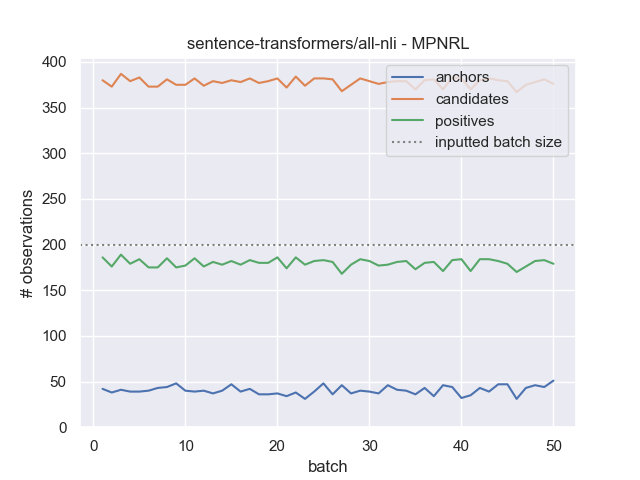 sentence-transformers/all-nli - MPNRL
400
350
300
250
200
150
100
50
0
# observations
anchors
candidates
positives
inputted batch size
0
10
20
30
40
50
batch